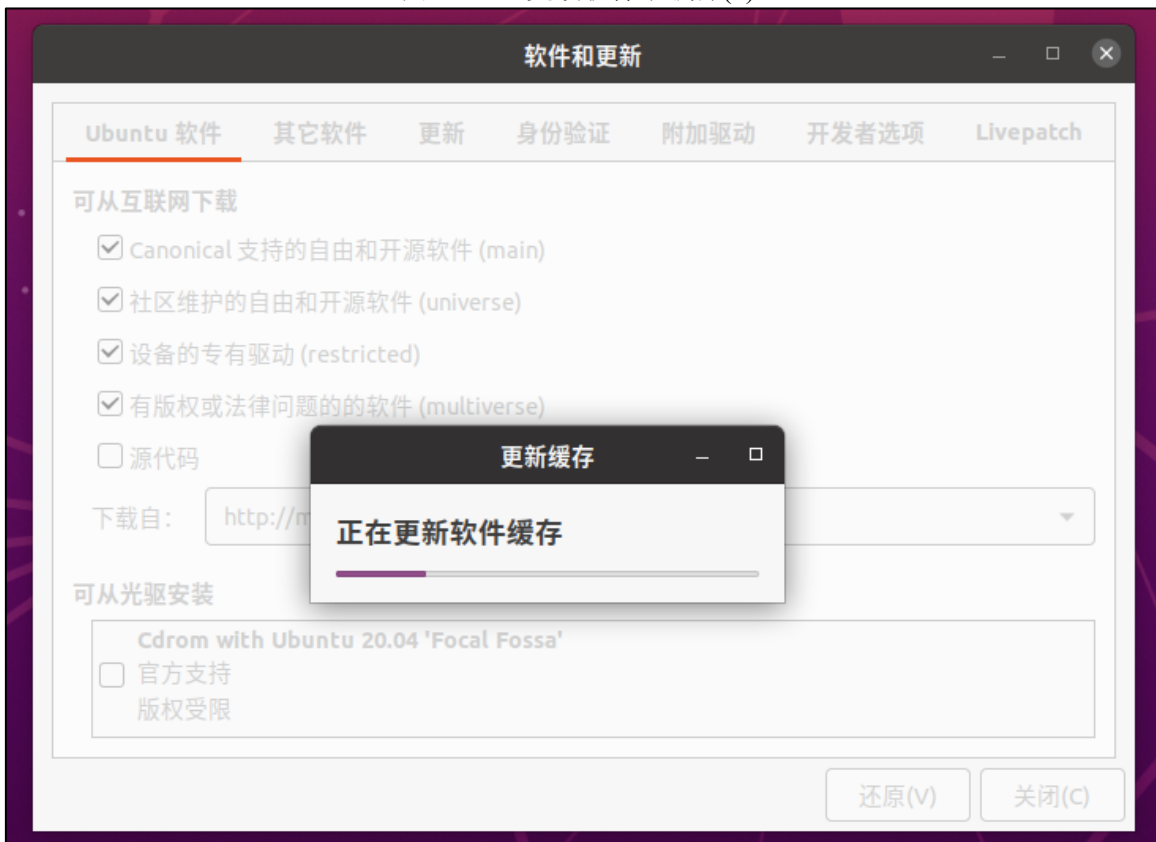 软件和更新
Ubuntu 软件 其它软件 更新 身份验证 附加驱动 开发者选项 Livepatch
可从互联网下载
Canonical 支持的自由和开源软件 (main)
社区维护的自由和开源软件 (universe)
设备的专有驱动 (restricted)
有版权或法律问题的的软件 (multiverse)
源代码
更新缓存
下载自: http://m
正在更新软件缓存
可从光驱安装
Cdrom with Ubuntu 20.04 'Focal Fossa'
官方支持
版权受限
还原(V) 关闭(C)